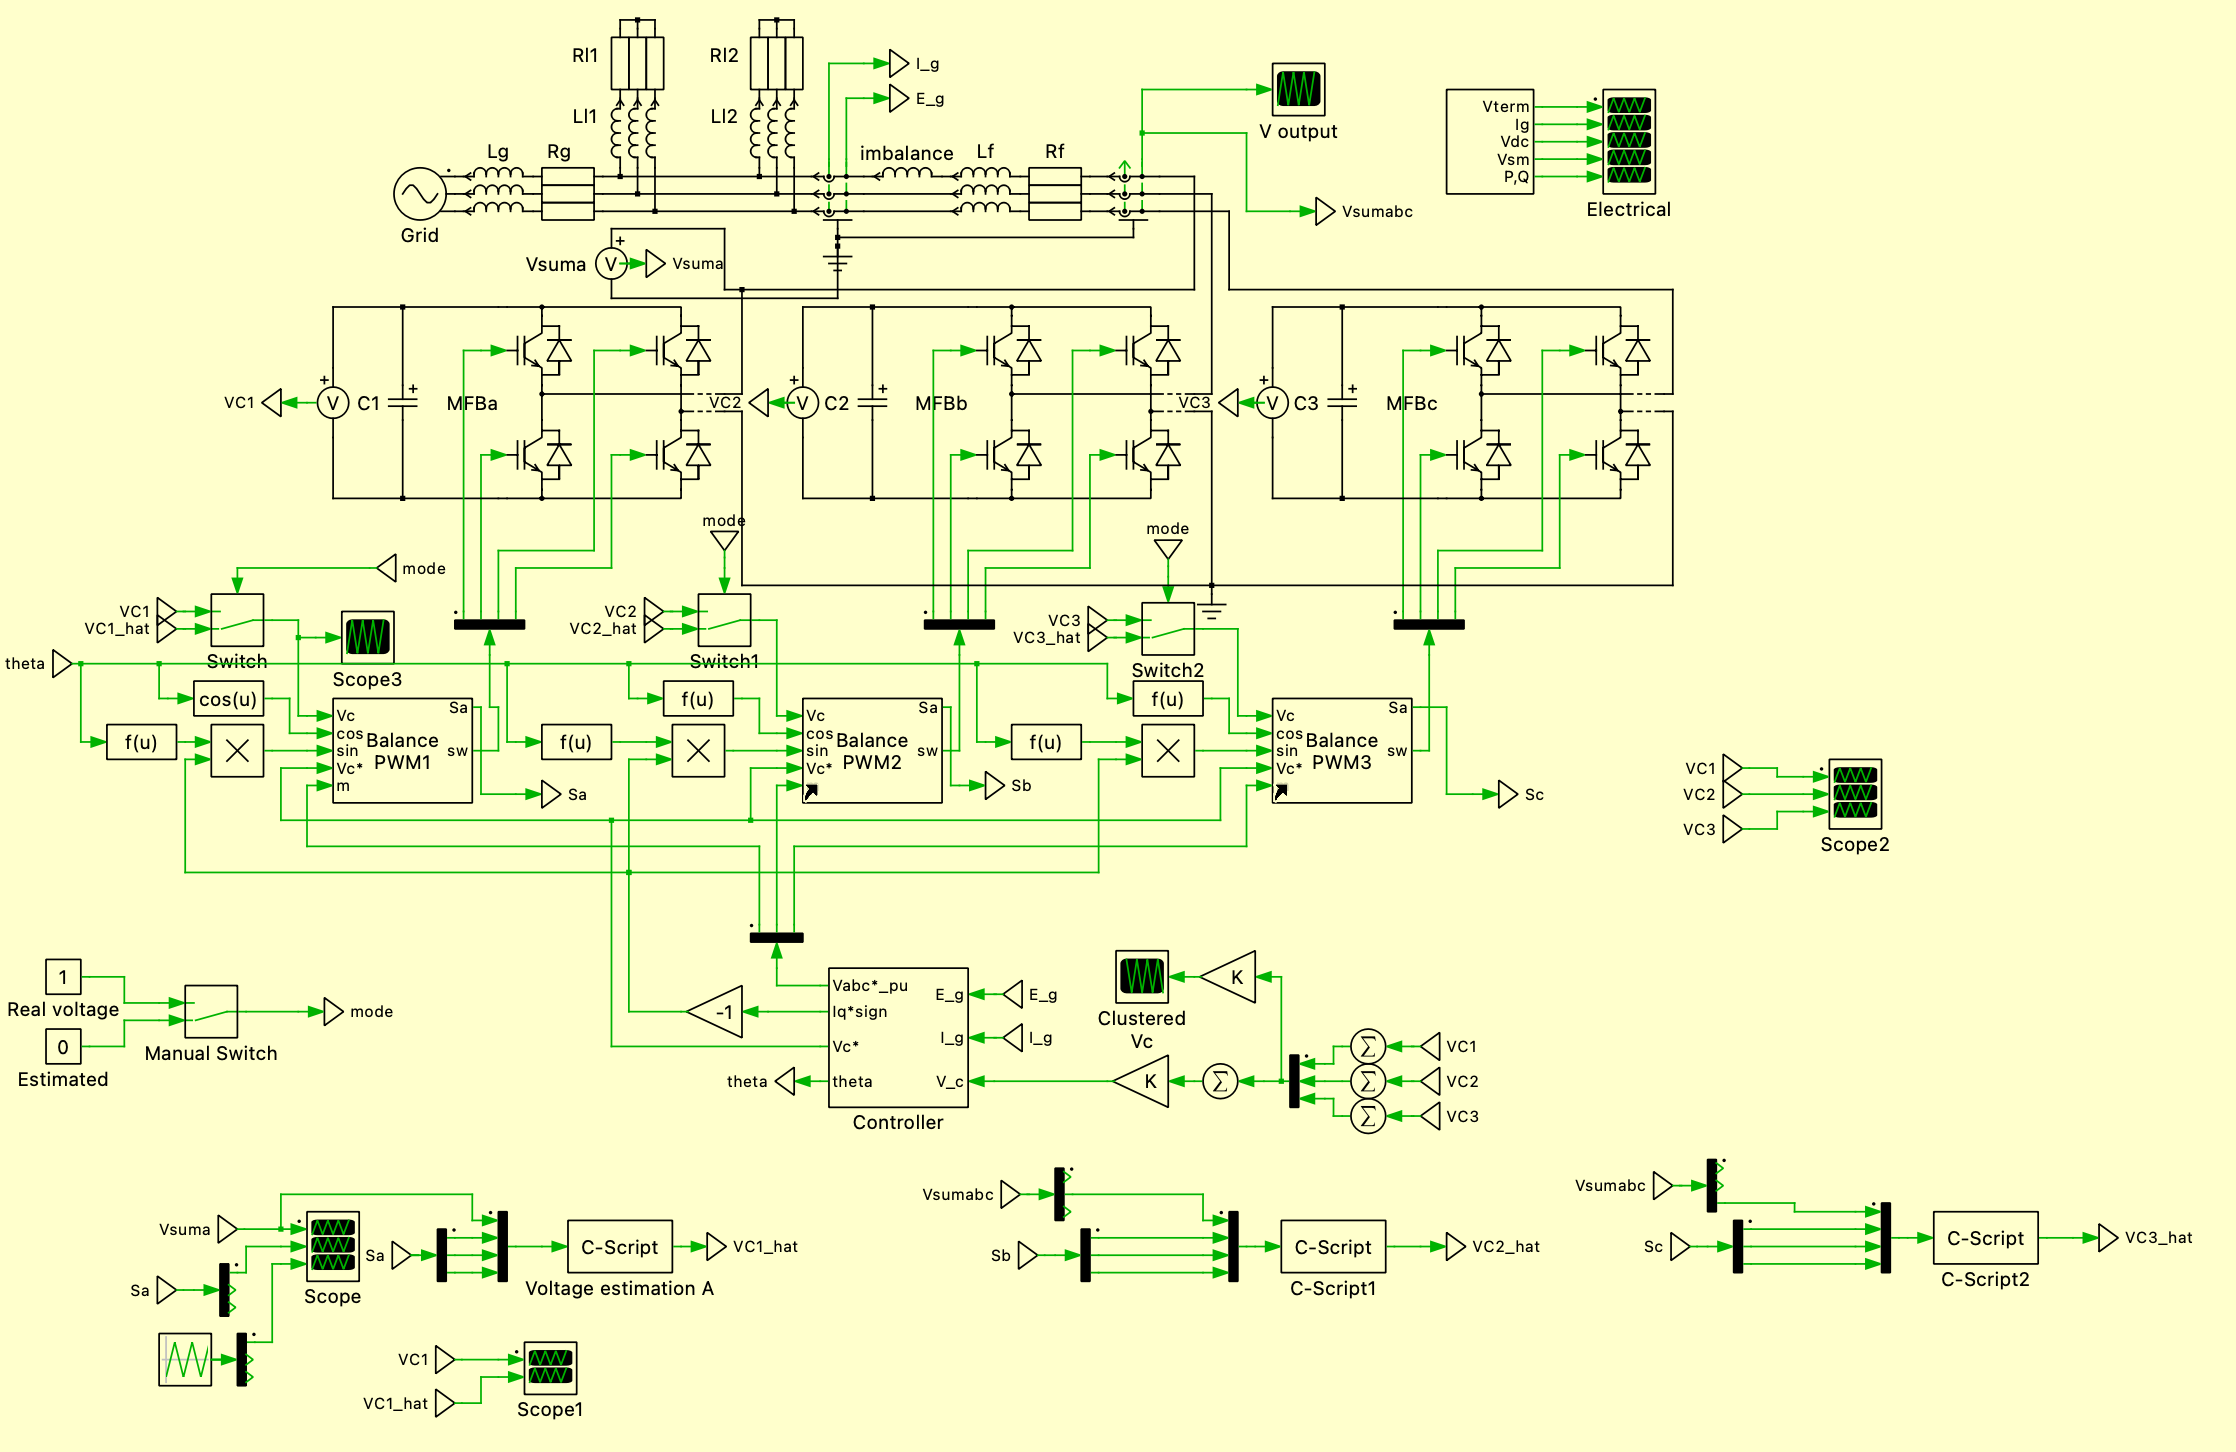 Rl1
Rl2
I_g
E_g
Ll1
Ll2
V output
Vterm
Ig
Vdc
Vsm
P,Q
Electrical
Lg
Rg
imbalance
Lf
Rf
Grid
Vsumabc
Vsuma
V
+
Vsuma
VC1
+
V
C1
+
MFBa
VC2
+
V
C2
+
MFBb
VC3
+
V
C3
+
MFBc
mode
mode
mode
VC1
VC1_hat
Switch
Scope3
VC2
VC2_hat
Switch1
VC3
VC3_hat
Switch2
theta
cos(u)
f(u)
f(u)
f(u)
f(u)
f(u)
Vc
cos
sin
Vc*
m
Balance
PWM1
Sa
sw
Vc
cos
sin
Vc*
Balance
PWM2
Sa
sw
Vc
cos
sin
Vc*
Balance
PWM3
Sa
sw
Sa
Sb
Sc
VC1
VC2
VC3
Scope2
1
Real voltage
0
Estimated
Manual Switch
mode
-1
Vabc*_pu
Iq*sign
Vc*
theta
E_g
I_g
V_c
Controller
theta
E_g
I_g
Clustered
Vc
K
K
Σ
Σ
Σ
Σ
VC1
VC2
VC3
Vsuma
Sa
Scope
Sa
C-Script
Voltage estimation A
VC1_hat
VC1
VC1_hat
Scope1
Vsumabc
Sb
C-Script
C-Script1
VC2_hat
Vsumabc
Sc
C-Script
C-Script2
VC3_hat